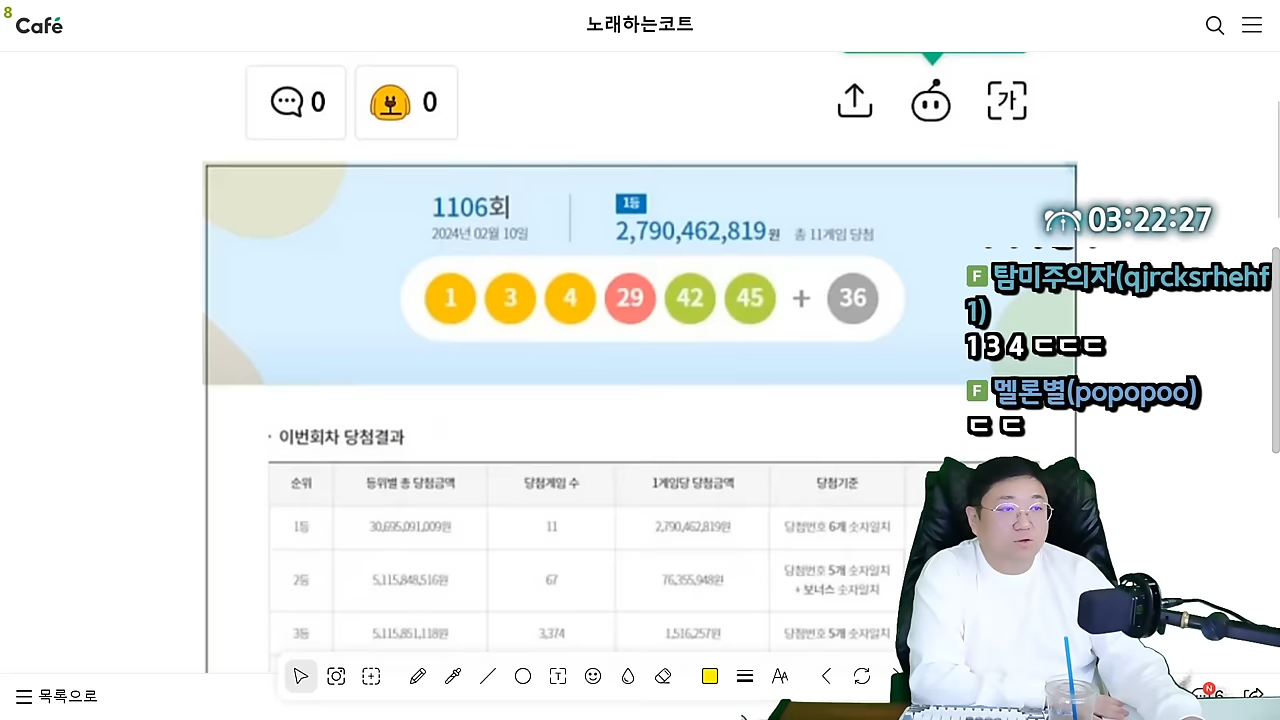 8
Café
노래하는코트
0
0
가
1106회
2024년 02월 10일
1등
2,790,462,819원 총 11게임 당첨
1 3 4 29 42 45 + 36
03:22:27
F 탐미주의자(qjrcksrhehf
1)
1 3 4 ㄷㄷㄷ
F 멜론별(popopoo)
ㄷ ㄷ
· 이번회차 당첨결과
순위 등위별 총 당첨금액 당첨게임 수 1게임당 당첨금액 당첨기준
1등 30,695,091,009원 11 2,790,462,819원 당첨번호 6개 숫자일치
2등 5,115,848,516원 67 76,355,948원 당첨번호 5개 숫자일치
+ 보너스 숫자일치
3등 5,115,851,118원 3,374 1,516,257원 당첨번호 5개 숫자일치
T
AA
목록으로
N
6